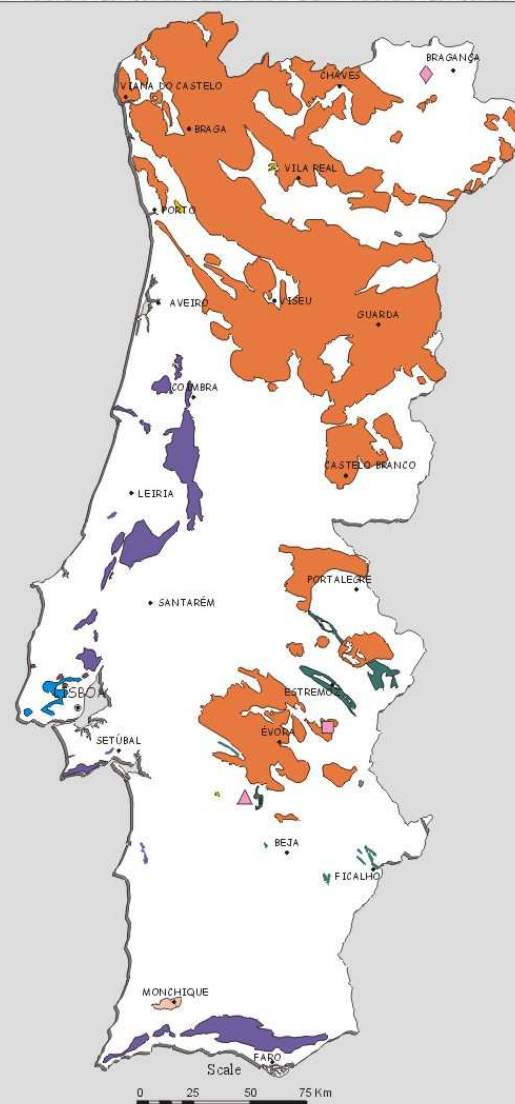 BRAGANÇA
CHAVES
VIANA DO CASTELO
BRAGA
VILA REAL
PORTO
AVEIRO
VISEU
GUARDA
COIMBRA
CASTELO BRANCO
LEIRIA
PORTALEGRE
SANTARÉM
ESTREMOZ
LISBOA
ÉVORA
SETÚBAL
BEJA
FICALHO
MONCHIQUE
FARO
Scale
0 25 50 75 Km